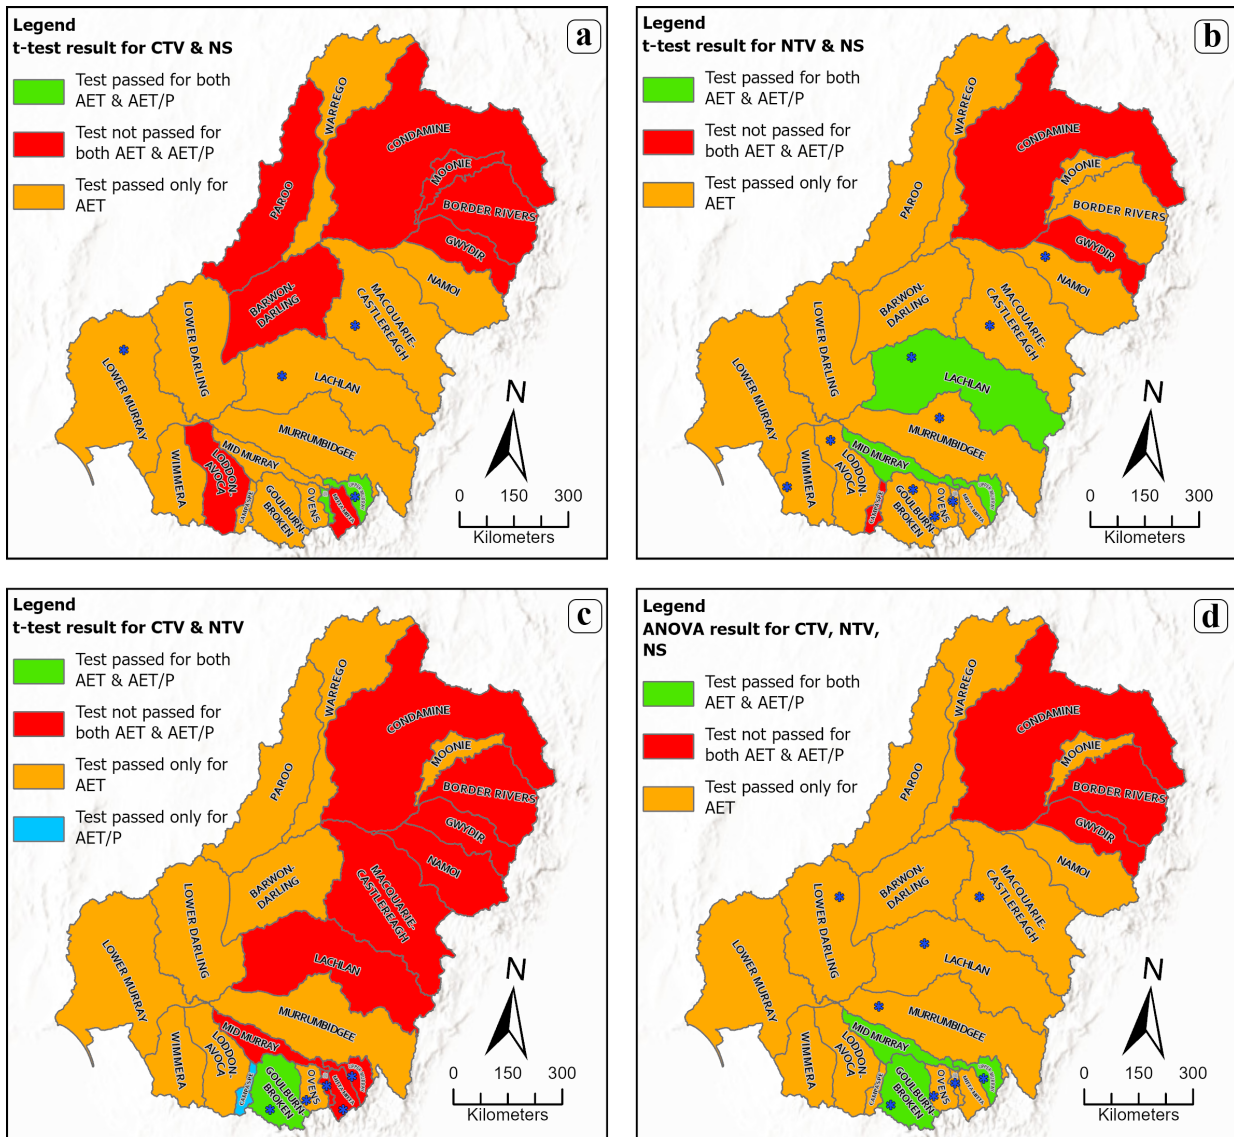 Legend
t-test result for CTV & NS
a
Test passed for both
AET & AET/P
Test not passed for
both AET & AET/P
Test passed only for
AET
WARREGO
CONDAMINE
MOONIE
PAROO
BORDER RIVERS
GWYDIR
NAMOI
BARWON-
DARLING
MACQUARIE-
CASTLEREAGH
LOWER DARLING
LOWER MURRAY
LACHLAN
MURRUMBIDGEE
MID MURRAY
LODDON-
AVOCA
WIMMERA
CAMPASPE
GOULBURN-
BROKEN
OVENS
N
0 150 300
Kilometers
Legend
t-test result for NTV & NS
b
Test passed for both
AET & AET/P
Test not passed for
both AET & AET/P
Test passed only for
AET
WARREGO
CONDAMINE
MOONIE
PAROO
BORDER RIVERS
GWYDIR
NAMOI
BARWON-
DARLING
MACQUARIE-
CASTLEREAGH
LOWER DARLING
LOWER MURRAY
LACHLAN
MURRUMBIDGEE
MID MURRAY
LODDON-
AVOCA
WIMMERA
CAMPASPE
GOULBURN-
BROKEN
OVENS
N
0 150 300
Kilometers
Legend
t-test result for CTV & NTV
c
Test passed for both
AET & AET/P
Test not passed for
both AET & AET/P
Test passed only for
AET
Test passed only for
AET/P
WARREGO
CONDAMINE
MOONIE
PAROO
BORDER RIVERS
GWYDIR
NAMOI
BARWON-
DARLING
MACQUARIE-
CASTLEREAGH
LOWER DARLING
LOWER MURRAY
LACHLAN
MURRUMBIDGEE
MID MURRAY
LODDON-
AVOCA
WIMMERA
CAMPASPE
GOULBURN-
BROKEN
OVENS
N
0 150 300
Kilometers
Legend
ANOVA result for CTV, NTV,
NS
d
Test passed for both
AET & AET/P
Test not passed for
both AET & AET/P
Test passed only for
AET
WARREGO
CONDAMINE
MOONIE
PAROO
BORDER RIVERS
GWYDIR
NAMOI
BARWON-
DARLING
MACQUARIE-
CASTLEREAGH
LOWER DARLING
LOWER MURRAY
LACHLAN
MURRUMBIDGEE
MID MURRAY
LODDON-
AVOCA
WIMMERA
CAMPASPE
GOULBURN-
BROKEN
OVENS
N
0 150 300
Kilometers